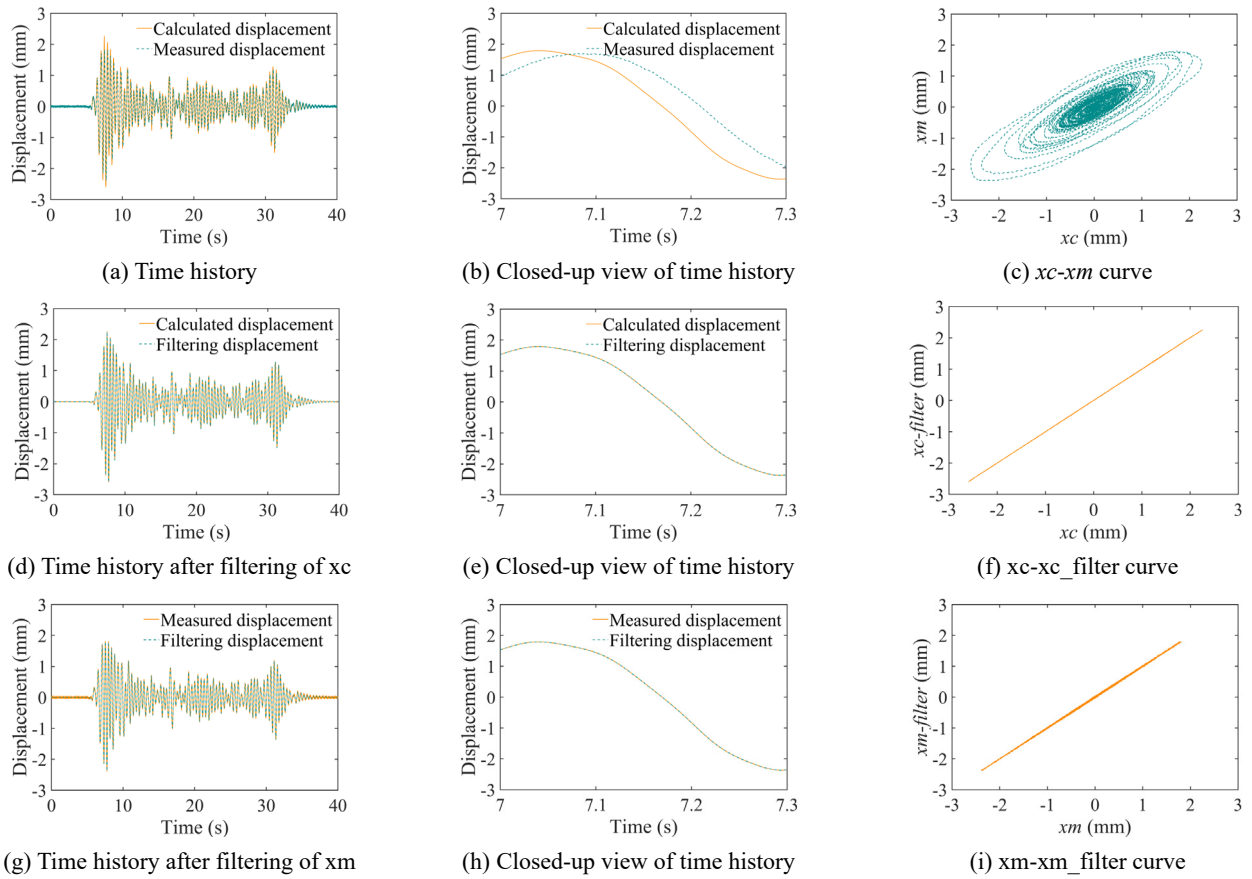 3
2
1
0
-1
-2
-3
Displacement (mm)
Calculated displacement
Measured displacement
0
10
20
30
40
Time (s)
(a) Time history
3
2
1
0
-1
-2
-3
Displacement (mm)
Calculated displacement
Measured displacement
7
7.1
7.2
7.3
Time (s)
(b) Closed-up view of time history
3
2
1
0
-1
-2
-3
xm (mm)
-3
-2
-1
0
1
2
3
xc (mm)
(c) xc-xm curve
3
2
1
0
-1
-2
-3
Displacement (mm)
Calculated displacement
Filtering displacement
0
10
20
30
40
Time (s)
(d) Time history after filtering of xc
3
2
1
0
-1
-2
-3
Displacement (mm)
Calculated displacement
Filtering displacement
7
7.1
7.2
7.3
Time (s)
(e) Closed-up view of time history
3
2
1
0
-1
-2
-3
xc-filter (mm)
-3
-2
-1
0
1
2
3
xc (mm)
(f) xc-xc_filter curve
3
2
1
0
-1
-2
-3
Displacement (mm)
Measured displacement
Filtering displacement
0
10
20
30
40
Time (s)
(g) Time history after filtering of xm
3
2
1
0
-1
-2
-3
Displacement (mm)
Measured displacement
Filtering displacement
7
7.1
7.2
7.3
Time (s)
(h) Closed-up view of time history
3
2
1
0
-1
-2
-3
xm-filter (mm)
-3
-2
-1
0
1
2
3
xm (mm)
(i) xm-xm_filter curve